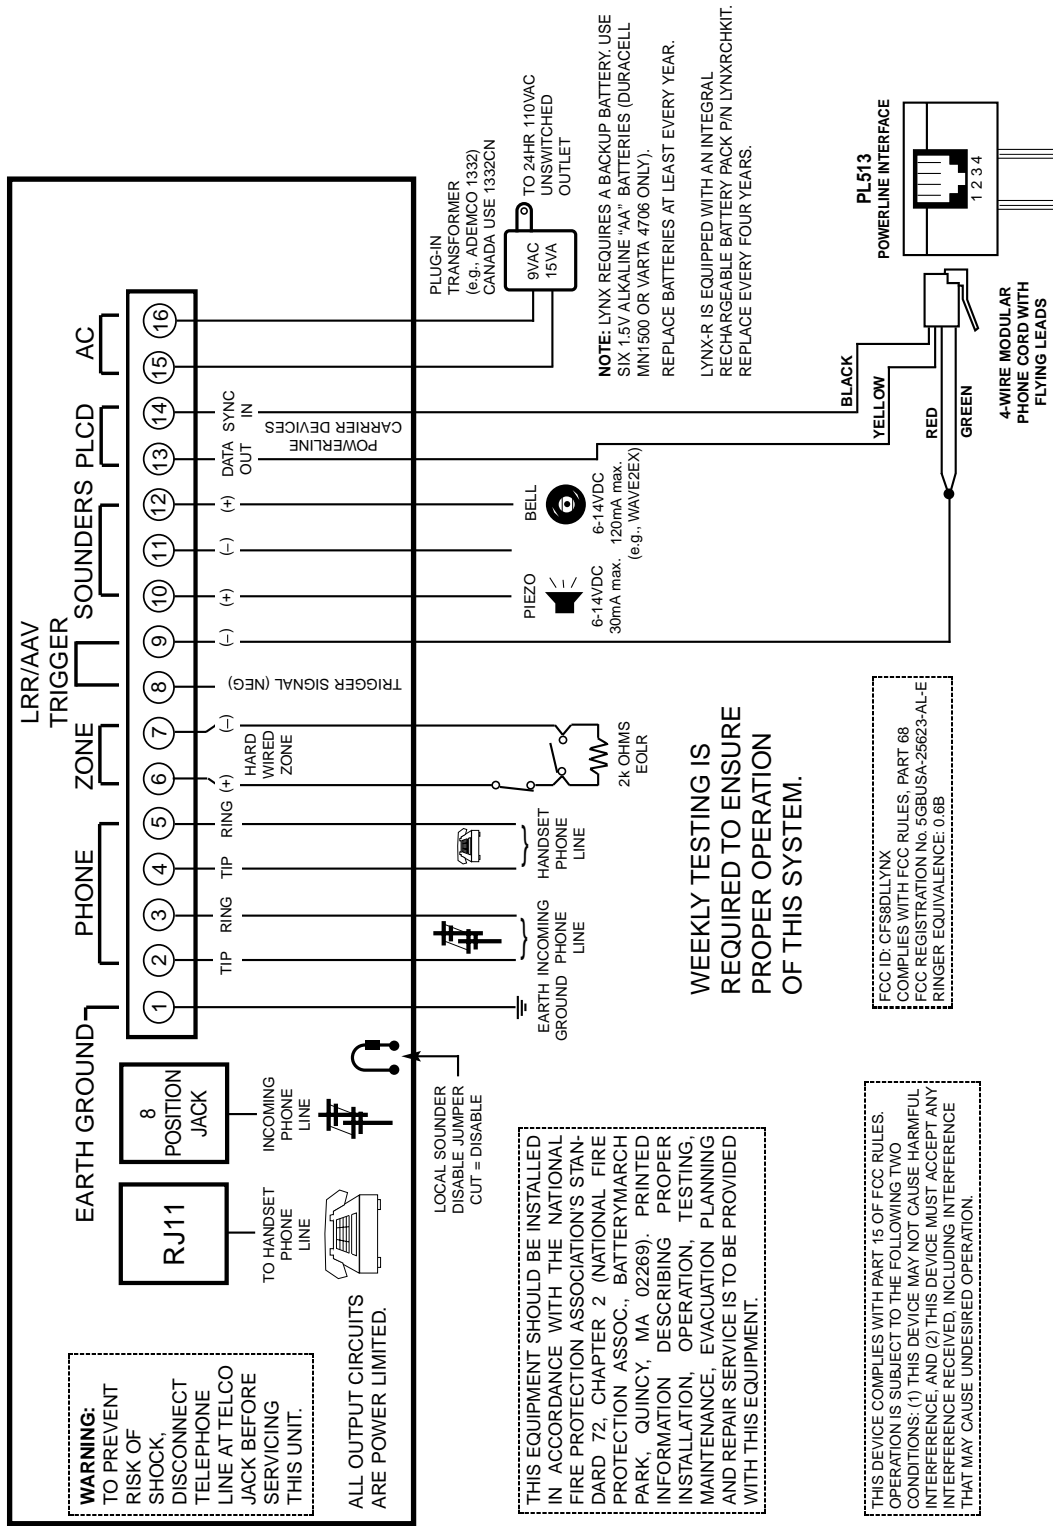 WARNING:
TO PREVENT
RISK OF
SHOCK,
DISCONNECT
TELEPHONE
LINE AT TELCO
JACK BEFORE
SERVICING
THIS UNIT.
ALL OUTPUT CIRCUITS
ARE POWER LIMITED.
RJ11
TO HANDSET
PHONE
LINE
8
POSITION
JACK
INCOMING
PHONE
LINE
LOCAL SOUNDER
DISABLE JUMPER
CUT = DISABLE
EARTH GROUND
PHONE
ZONE
LRR/AAV
TRIGGER
SOUNDERS
PLCD
AC
1
2
3
4
5
6
7
8
9
10
11
12
13
14
15
16
TIP
RING
TIP
RING
(+)
(–)
HARD
WIRED
ZONE
TRIGGER SIGNAL (NEG)
(–)
(+)
(–)
(+)
DATA
OUT
SYNC
IN
POWERLINE
CARRIER DEVICES
EARTH
GROUND
INCOMING
PHONE
LINE
HANDSET
PHONE
LINE
2k OHMS
EOLR
PIEZO
6-14VDC
30mA max.
BELL
6-14VDC
120mA max.
(e.g., WAVE2EX)
PLUG-IN
TRANSFORMER
(e.g., ADEMCO 1332)
CANADA USE 1332CN
9VAC
15VA
TO 24HR 110VAC
UNSWITCHED
OUTLET
NOTE: LYNX REQUIRES A BACKUP BATTERY. USE
SIX 1.5V ALKALINE “AA” BATTERIES (DURACELL
MN1500 OR VARTA 4706 ONLY).
REPLACE BATTERIES AT LEAST EVERY YEAR.
LYNX-R IS EQUIPPED WITH AN INTEGRAL
RECHARGEABLE BATTERY PACK P/N LYNXRCHKIT.
REPLACE EVERY FOUR YEARS.
BLACK
YELLOW
RED
GREEN
4-WIRE MODULAR
PHONE CORD WITH
FLYING LEADS
PL513
POWERLINE INTERFACE
1 2 3 4
THIS EQUIPMENT SHOULD BE INSTALLED
IN ACCORDANCE WITH THE NATIONAL
FIRE PROTECTION ASSOCIATION'S STAN-
DARD 72, CHAPTER 2 (NATIONAL FIRE
PROTECTION ASSOC., BATTERYMARCH
PARK, QUINCY, MA 02269). PRINTED
INFORMATION DESCRIBING PROPER
INSTALLATION, OPERATION, TESTING,
MAINTENANCE, EVACUATION PLANNING
AND REPAIR SERVICE IS TO BE PROVIDED
WITH THIS EQUIPMENT.
WEEKLY TESTING IS
REQUIRED TO ENSURE
PROPER OPERATION
OF THIS SYSTEM.
THIS DEVICE COMPLIES WITH PART 15 OF FCC RULES.
OPERATION IS SUBJECT TO THE FOLLOWING TWO
CONDITIONS: (1) THIS DEVICE MAY NOT CAUSE HARMFUL
INTERFERENCE, AND (2) THIS DEVICE MUST ACCEPT ANY
INTERFERENCE RECEIVED, INCLUDING INTERFERENCE
THAT MAY CAUSE UNDESIRED OPERATION.
FCC ID: CFS8DLLYNX
COMPLIES WITH FCC RULES, PART 68
FCC REGISTRATION No. 5GBUSA-25623-AL-E
RINGER EQUIVALENCE: 0.6B